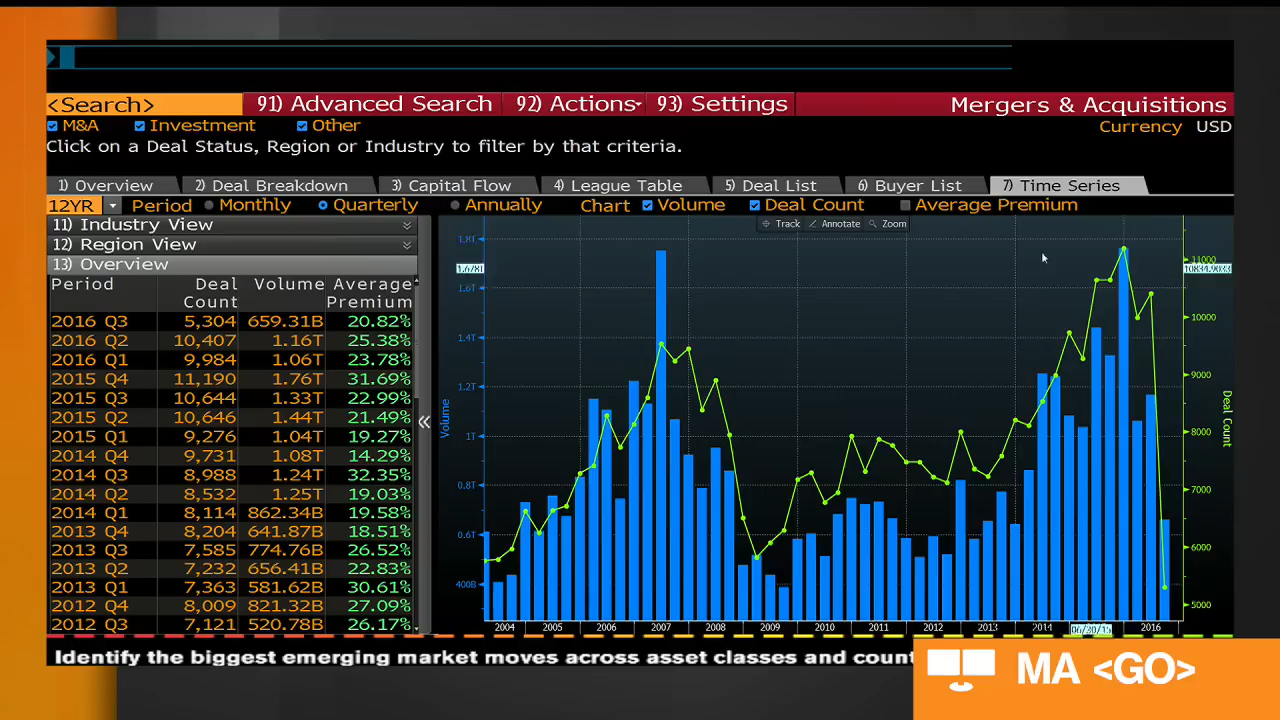 <Search> 91) Advanced Search 92) Actions 93) Settings Mergers & Acquisitions
M&A Investment Other Currency USD
Click on a Deal Status, Region or Industry to filter by that criteria.
1) Overview 2) Deal Breakdown 3) Capital Flow 4) League Table 5) Deal List 6) Buyer List 7) Time Series
12YR Period Monthly Quarterly Annually Chart Volume Deal Count Average Premium
11) Industry View
12) Region View
13) Overview
Track Annotate Zoom
Period Deal Count Volume Average Premium
2016 Q3 5,304 659.31B 20.82%
2016 Q2 10,407 1.16T 25.38%
2016 Q1 9,984 1.06T 23.78%
2015 Q4 11,190 1.76T 31.69%
2015 Q3 10,644 1.33T 22.99%
2015 Q2 10,646 1.44T 21.49%
2015 Q1 9,276 1.04T 19.27%
2014 Q4 9,731 1.08T 14.29%
2014 Q3 8,988 1.24T 32.35%
2014 Q2 8,532 1.25T 19.03%
2014 Q1 8,114 862.34B 19.58%
2013 Q4 8,204 641.87B 18.51%
2013 Q3 7,585 774.76B 26.52%
2013 Q2 7,232 656.41B 22.83%
2013 Q1 7,363 581.62B 30.61%
2012 Q4 8,009 821.32B 27.09%
2012 Q3 7,121 520.78B 26.17%
Volume
1.8T
1.678T
1.6T
1.4T
1.2T
1T
0.8T
0.6T
400B
Deal Count
11000
10834.9033
10000
9000
8000
7000
6000
5000
2004 2005 2006 2007 2008 2009 2010 2011 2012 2013 2014 06/20/15 2016
Identify the biggest emerging market moves across asset classes and count
MA <GO>